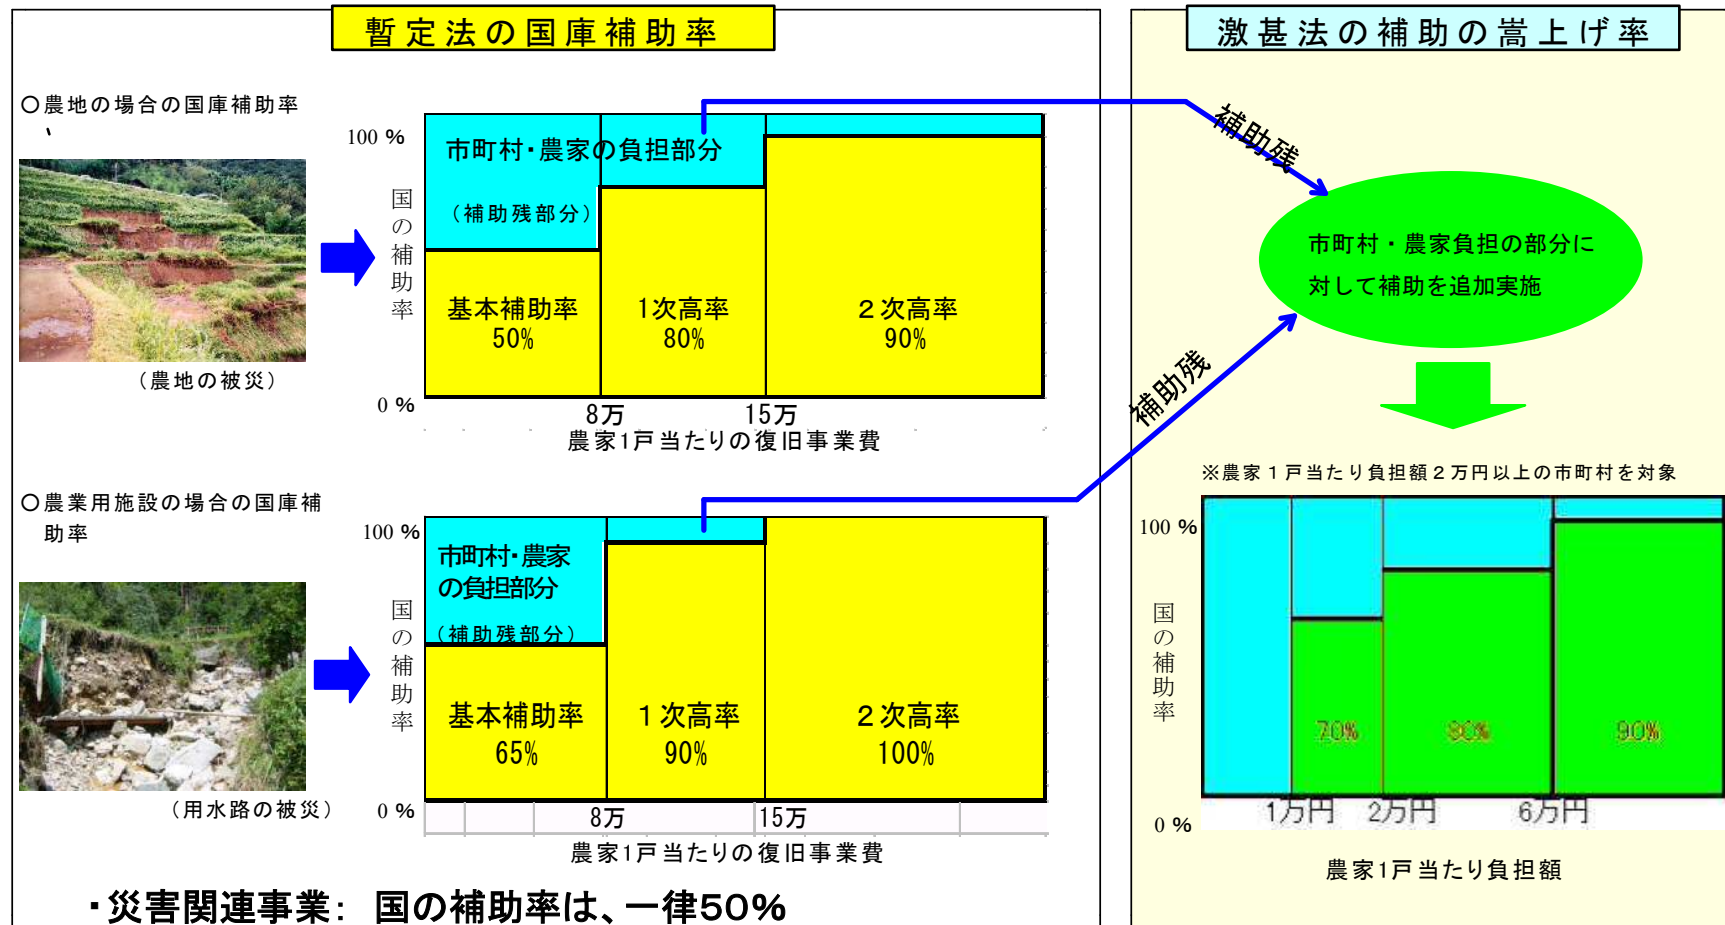 暫定法の国庫補助率
○農地の場合の国庫補助率
、
100 %
国の補助率
0 %
市町村・農家の負担部分
（補助残部分）
基本補助率
50%
1次高率
80%
２次高率
90%
8万
15万
農家1戸当たりの復旧事業費
（農地の被災）
○農業用施設の場合の国庫補
助率
100 %
国の補助率
0 %
市町村・農家
の負担部分
（補助残部分）
基本補助率
65%
１次高率
90%
２次高率
100%
8万
15万
農家1戸当たりの復旧事業費
（用水路の被災）
・災害関連事業： 国の補助率は、一律50%
激甚法の補助の嵩上げ率
補助残
補助残
市町村・農家負担の部分に
対して補助を追加実施
※農家１戸当たり負担額２万円以上の市町村を対象
100 %
国の補助率
0 %
70%
80%
90%
1万円
2万円
6万円
農家1戸当たり負担額